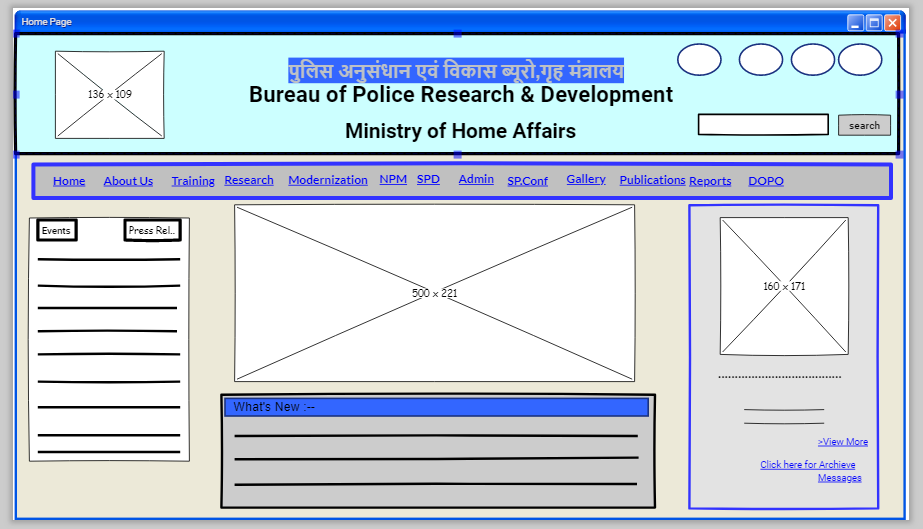 Home Page
पुलिस अनुसंधान एवं विकास ब्यूरो,गृह मंत्रालय
136 x 109
Bureau of Police Research & Development
Ministry of Home Affairs
search
Home About Us Training Research Modernization NPM SPD Admin SP.Conf Gallery Publications Reports DOPO
Events Press Rel..
500 x 221
What's New :--
160 x 171
>View More
Click here for Archieve
Messages